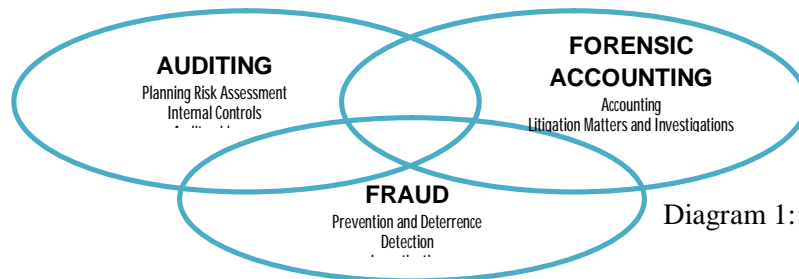 AUDITING
Planning Risk Assessment
Internal Controls
FORENSIC
ACCOUNTING
Accounting
Litigation Matters and Investigations
FRAUD
Prevention and Deterrence
Detection
Diagram 1: